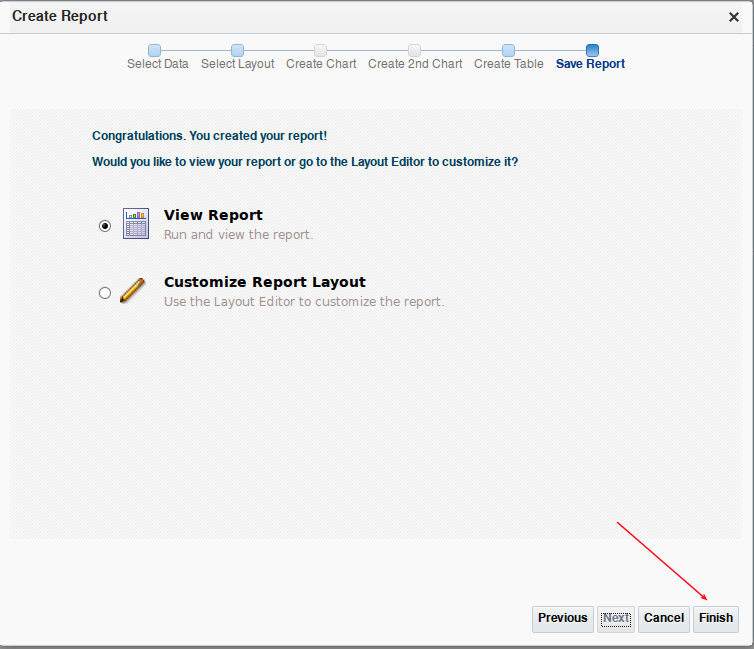 Create Report
Select Data Select Layout Create Chart Create 2nd Chart Create Table Save Report
Congratulations. You created your report!
Would you like to view your report or go to the Layout Editor to customize it?
View Report
Run and view the report.
Customize Report Layout
Use the Layout Editor to customize the report.
Previous Next Cancel Finish